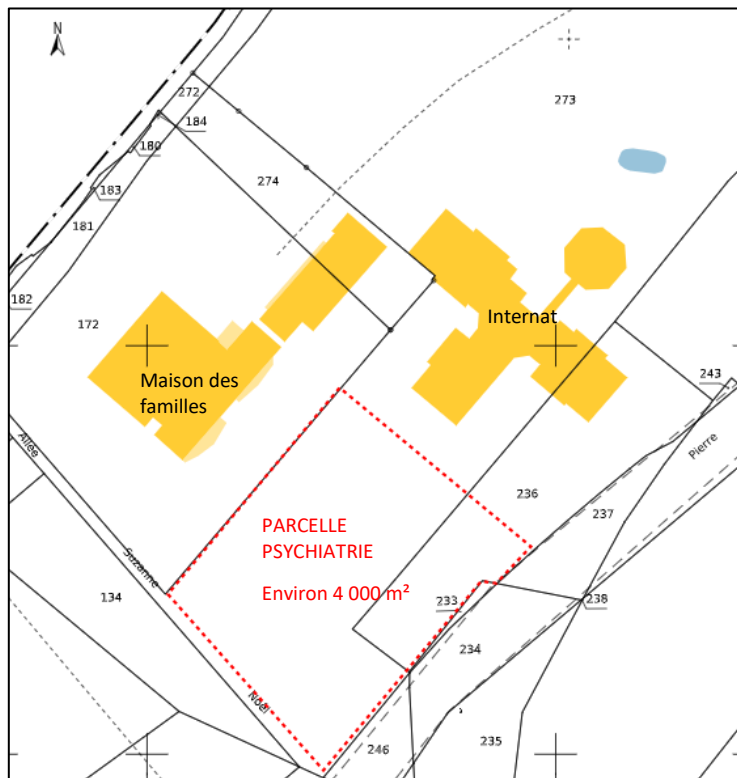 N
272
273
184
180
274
183
181
182
172
Internat
Maison des
familles
243
Allée
Pierre
236
237
PARCELLE
PSYCHIATRIE
Environ 4 000 m²
Suzanne
134
233
238
234
Noël
246
235